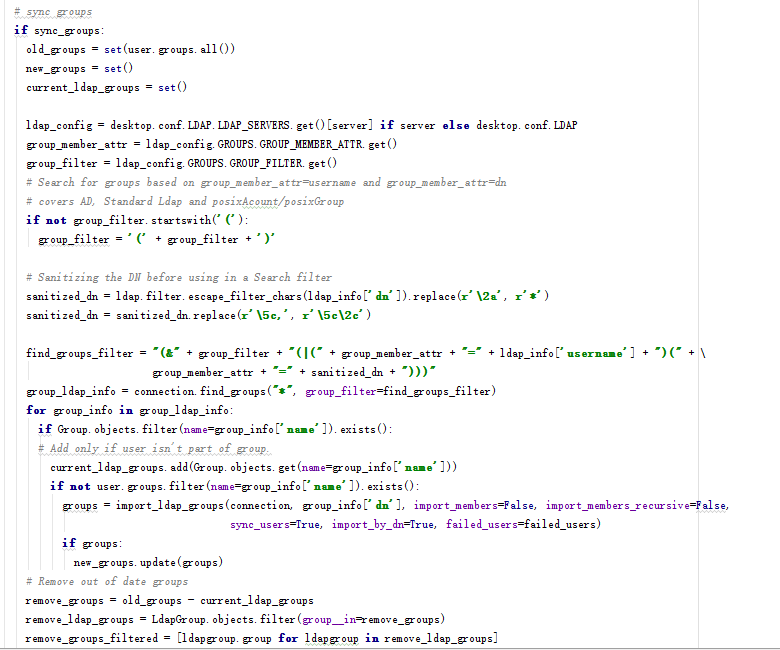 # sync groups
if sync_groups:
old_groups = set(user.groups.all())
new_groups = set()
current_ldap_groups = set()
ldap_config = desktop.conf.LDAP.LDAP_SERVERS.get()[server] if server else desktop.conf.LDAP
group_member_attr = ldap_config.GROUPS.GROUP_MEMBER_ATTR.get()
group_filter = ldap_config.GROUPS.GROUP_FILTER.get()
# Search for groups based on group_member_attr=username and group_member_attr=dn
# covers AD, Standard Ldap and posixAcount/posixGroup
if not group_filter.startswith('('):
group_filter = '(' + group_filter + ')'
# Sanitizing the DN before using in a Search filter
sanitized_dn = ldap.filter.escape_filter_chars(ldap_info['dn']).replace(r'\2a', r'*')
sanitized_dn = sanitized_dn.replace(r'\5c,', r'\5c\2c')
find_groups_filter = "(&" + group_filter + "(|(" + group_member_attr + "=" + ldap_info['username'] + ")(" + \
group_member_attr + "=" + sanitized_dn + ")))"
group_ldap_info = connection.find_groups("*", group_filter=find_groups_filter)
for group_info in group_ldap_info:
if Group.objects.filter(name=group_info['name']).exists():
# Add only if user isn't part of group.
current_ldap_groups.add(Group.objects.get(name=group_info['name']))
if not user.groups.filter(name=group_info['name']).exists():
groups = import_ldap_groups(connection, group_info['dn'], import_members=False, import_members_recursive=False,
sync_users=True, import_by_dn=True, failed_users=failed_users)
if groups:
new_groups.update(groups)
# Remove out of date groups
remove_groups = old_groups - current_ldap_groups
remove_ldap_groups = LdapGroup.objects.filter(group__in=remove_groups)
remove_groups_filtered = [ldapgroup.group for ldapgroup in remove_ldap_groups]